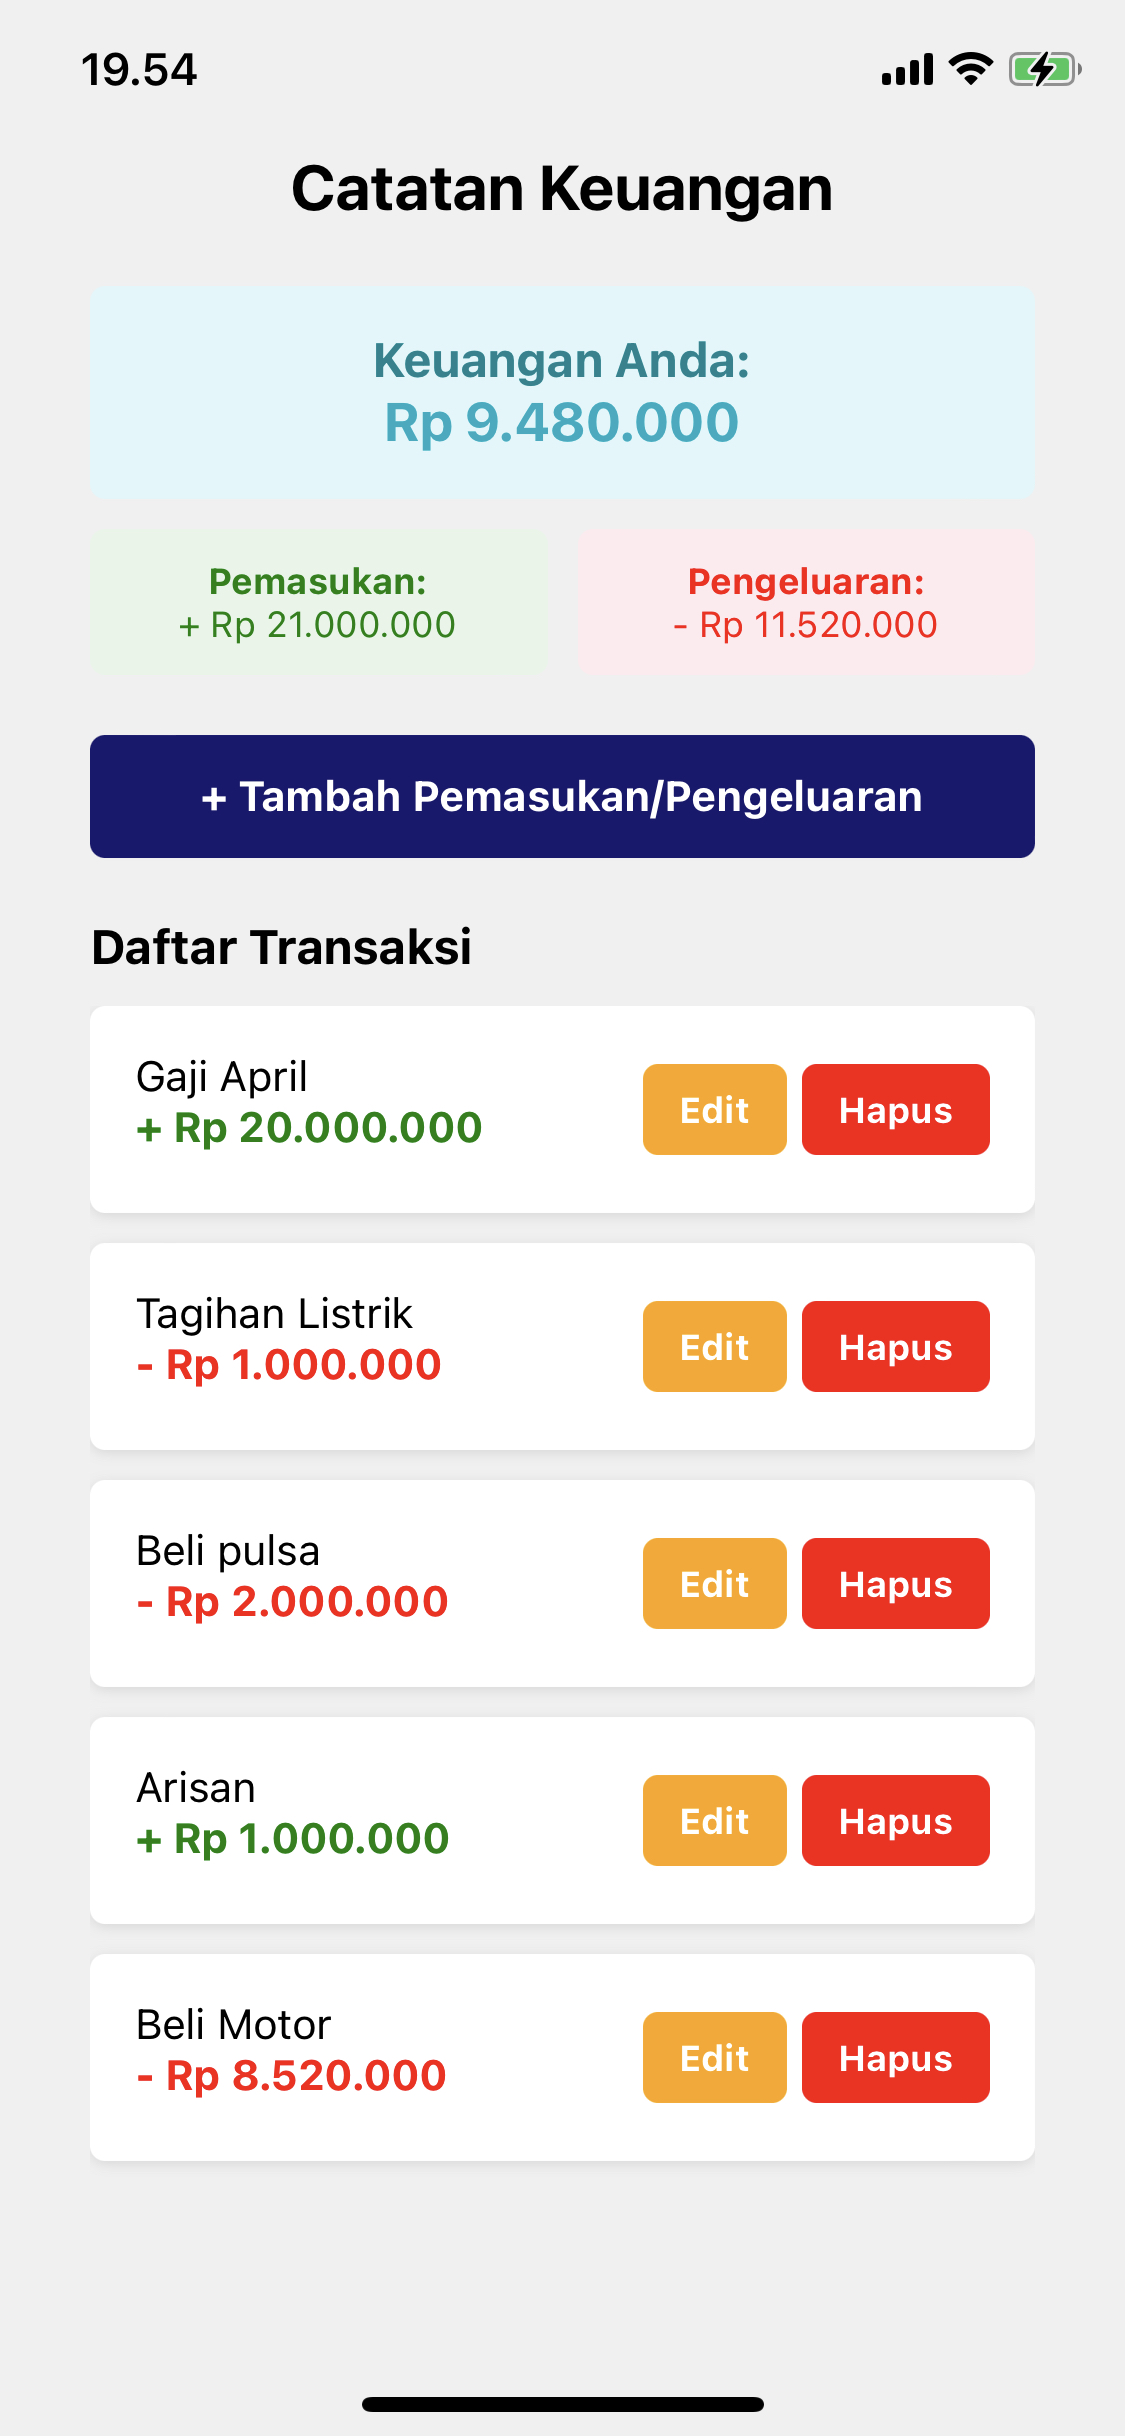 19.54
Catatan Keuangan
Keuangan Anda:
Rp 9.480.000
Pemasukan:
+ Rp 21.000.000
Pengeluaran:
- Rp 11.520.000
+ Tambah Pemasukan/Pengeluaran
Daftar Transaksi
Gaji April
+ Rp 20.000.000
Edit
Hapus
Tagihan Listrik
- Rp 1.000.000
Edit
Hapus
Beli pulsa
- Rp 2.000.000
Edit
Hapus
Arisan
+ Rp 1.000.000
Edit
Hapus
Beli Motor
- Rp 8.520.000
Edit
Hapus